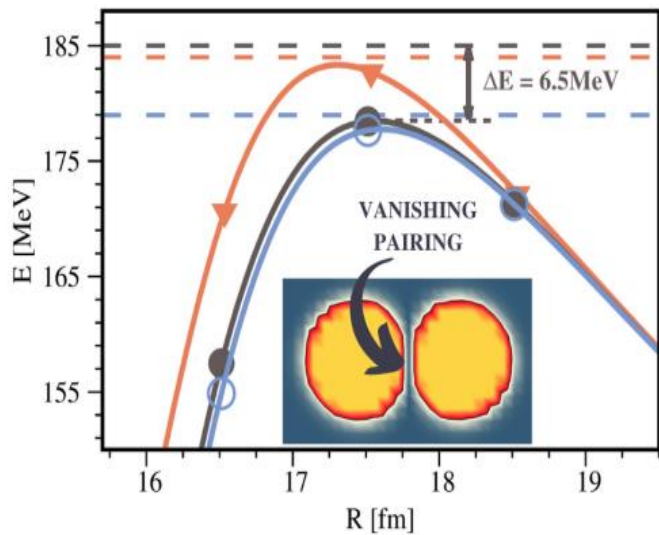 185
175
165
155
E [MeV]
ΔE = 6.5MeV
VANISHING
PAIRING
16 17 18 19
R [fm]